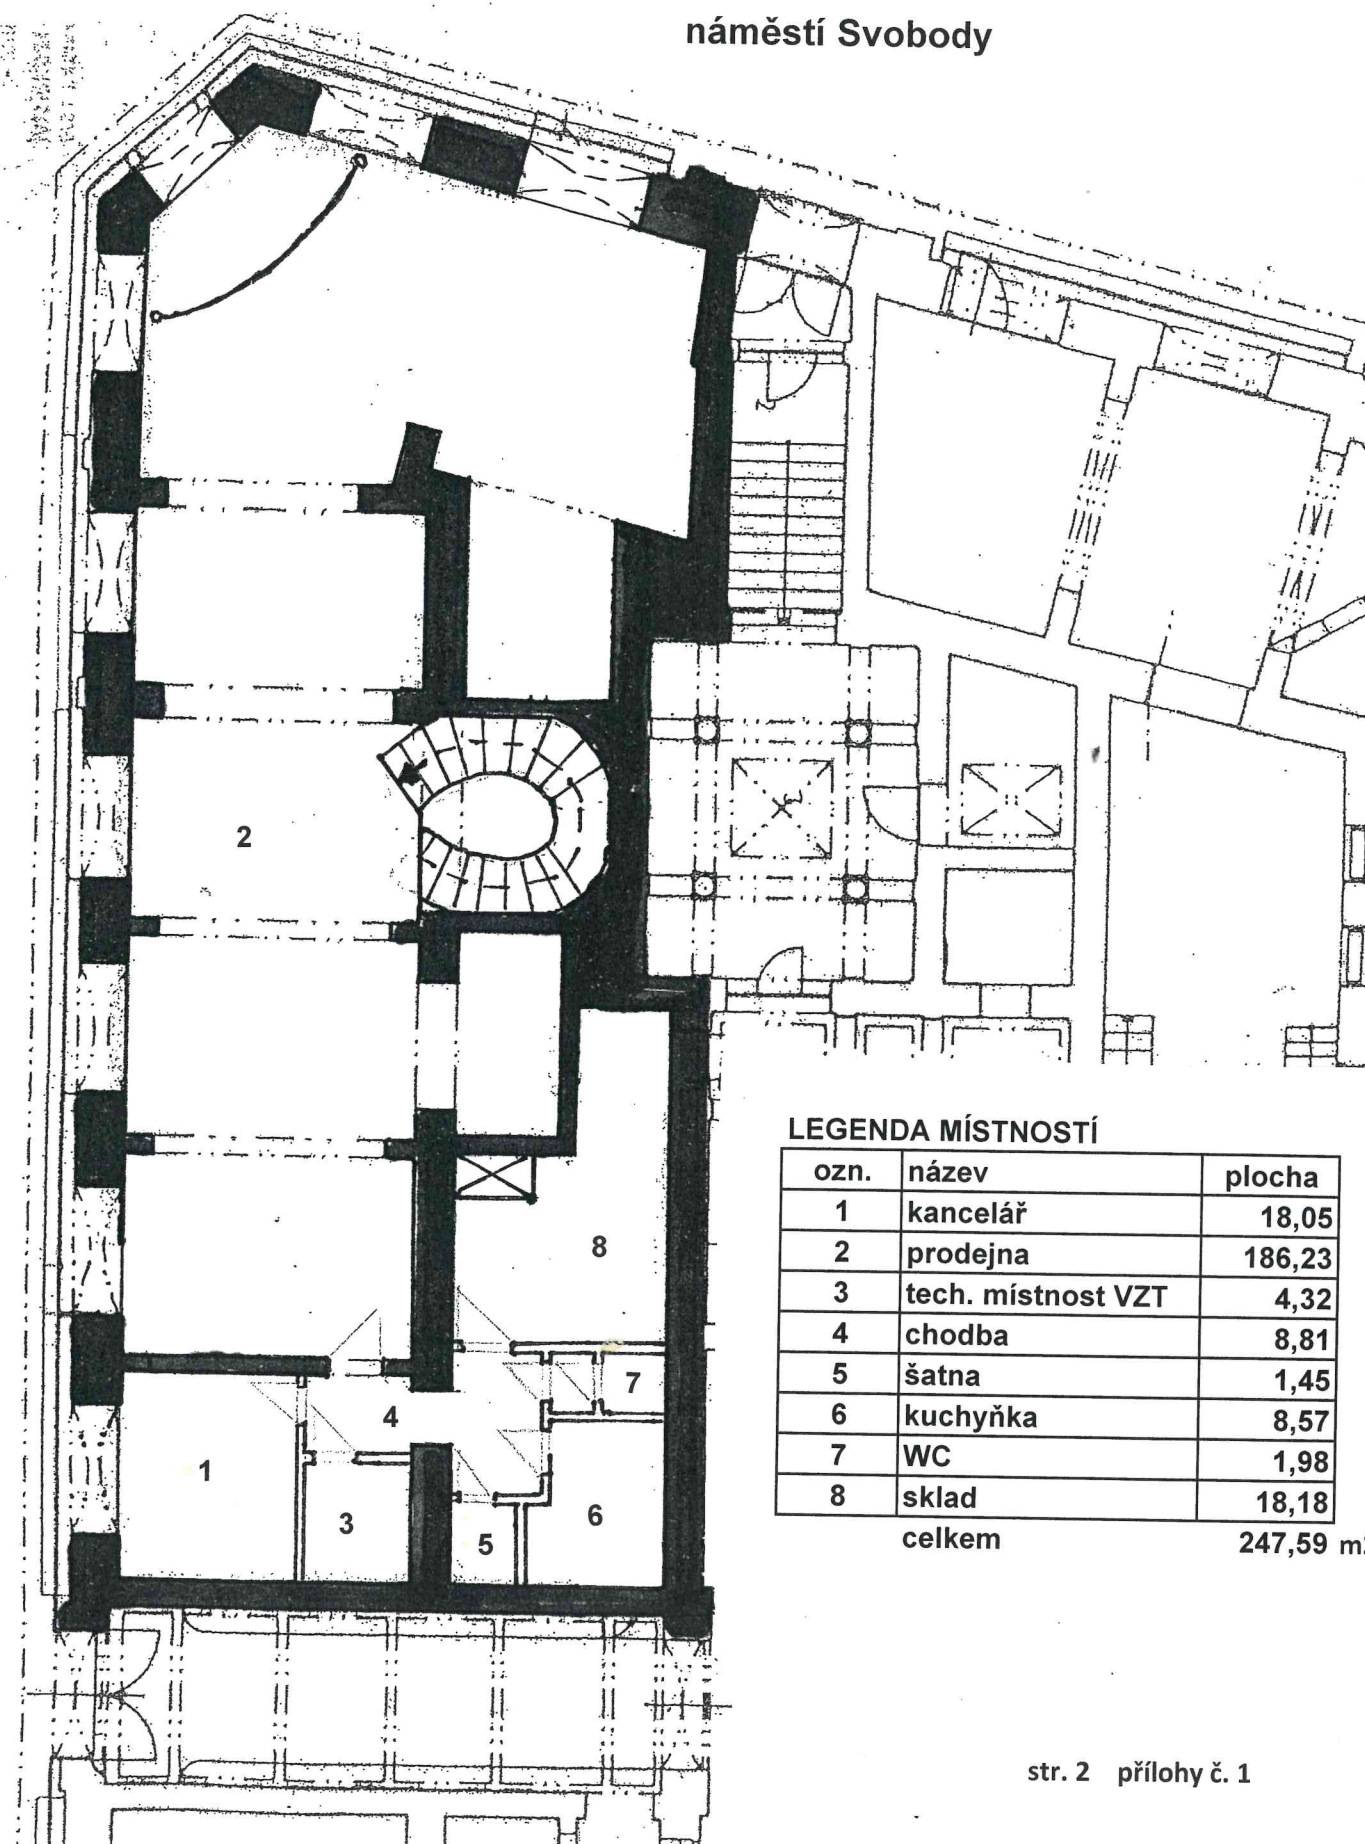 náměstí Svobody
2
8
7
4
1
3
6
5
LEGENDA MÍSTNOSTÍ
ozn. název plocha
1 kancelář 18,05
2 prodejna 186,23
3 tech. místnost VZT 4,32
4 chodba 8,81
5 šatna 1,45
6 kuchyňka 8,57
7 WC 1,98
8 sklad 18,18
celkem 247,59 m2
str. 2 přílohy č. 1